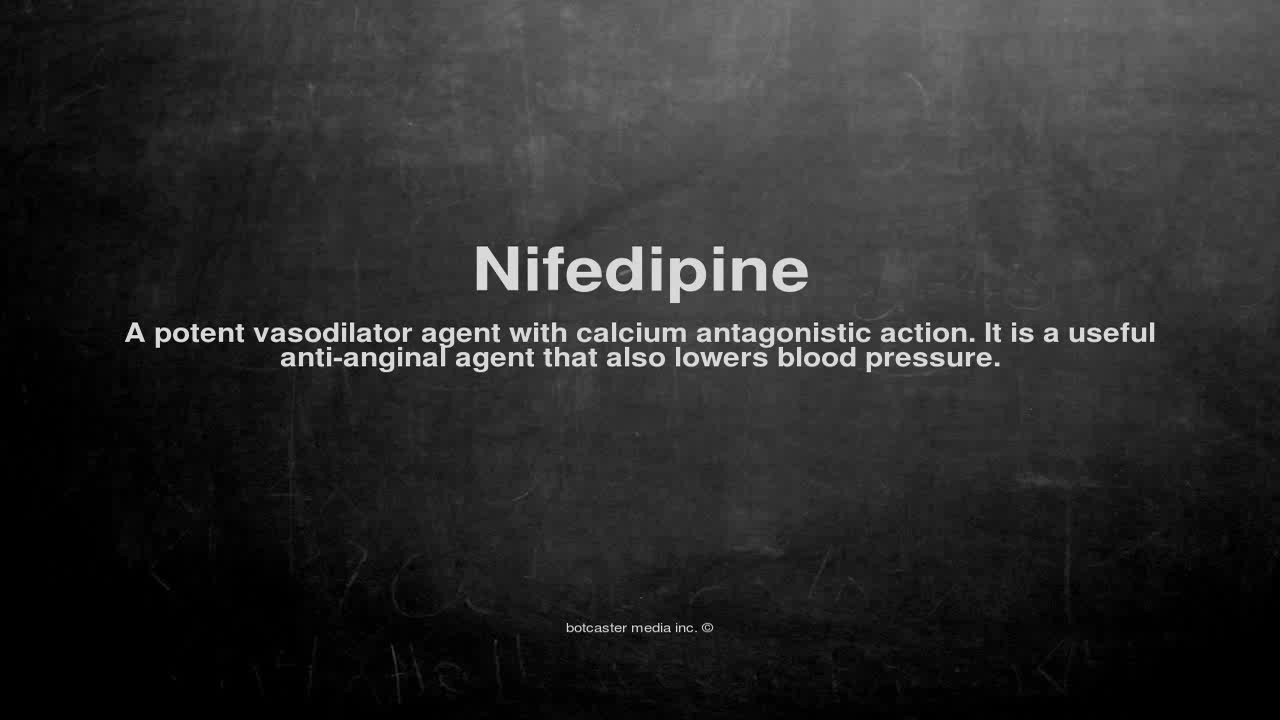 Nifedipine
A potent vasodilator agent with calcium antagonistic action. It is a useful
anti-anginal agent that also lowers blood pressure.
botcaster media inc. ©